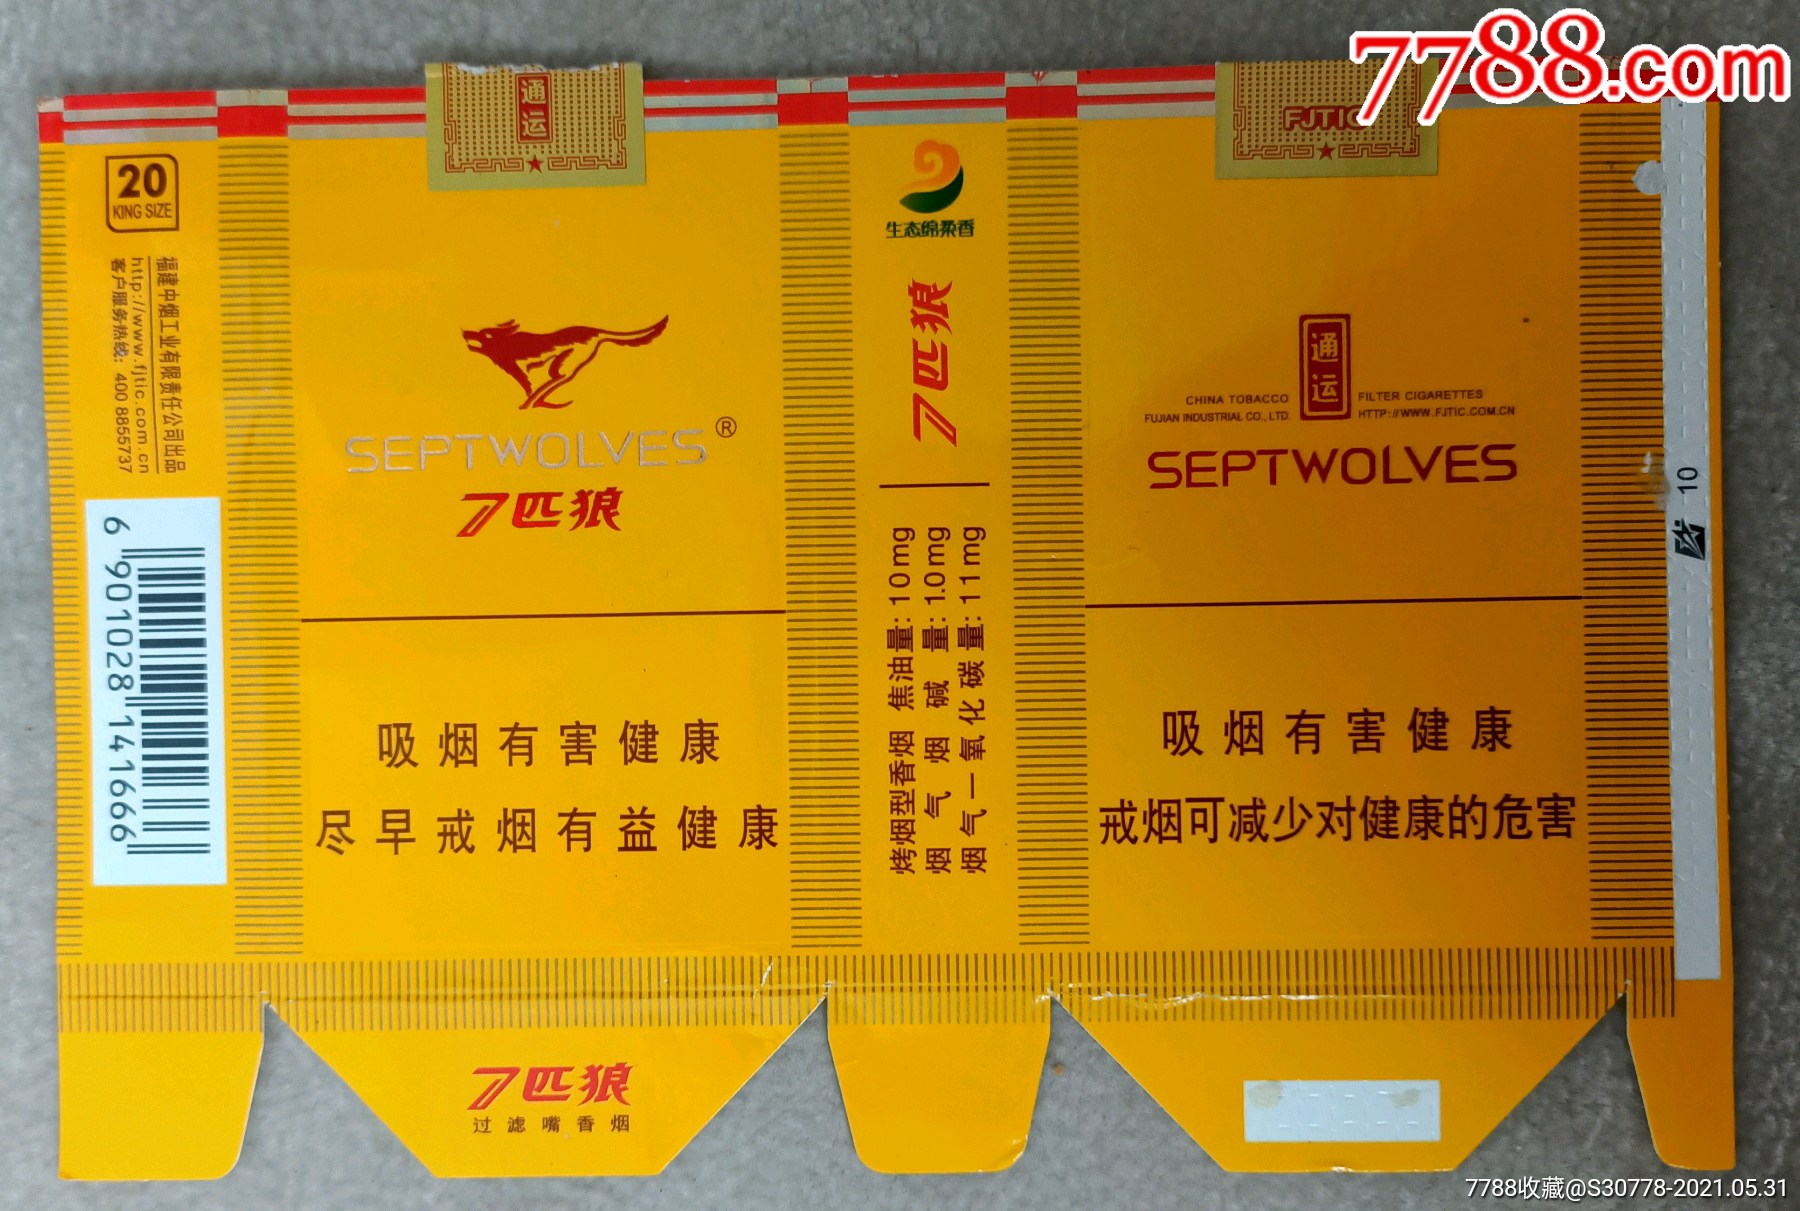 7788.com
20
KING SIZE
福建中烟工业有限责任公司出品
http://www.fjtic.com.cn
客户服务热线: 400 8855737
6 901028 141666
通运
SEPTWOLVES®
7匹狼
吸烟有害健康
尽早戒烟有益健康
7匹狼
过滤嘴香烟
生态绵柔香
7匹狼
烤烟型香烟 焦油量: 10mg
烟气烟碱量: 1.0mg
烟气一氧化碳量: 11mg
FJTIC
通运
CHINA TOBACCO
FUJIAN INDUSTRIAL CO., LTD.
FILTER CIGARETTES
HTTP://WWW.FJTIC.COM.CN
SEPTWOLVES
吸烟有害健康
戒烟可减少对健康的危害
10
7788收藏@S30778-2021.05.31